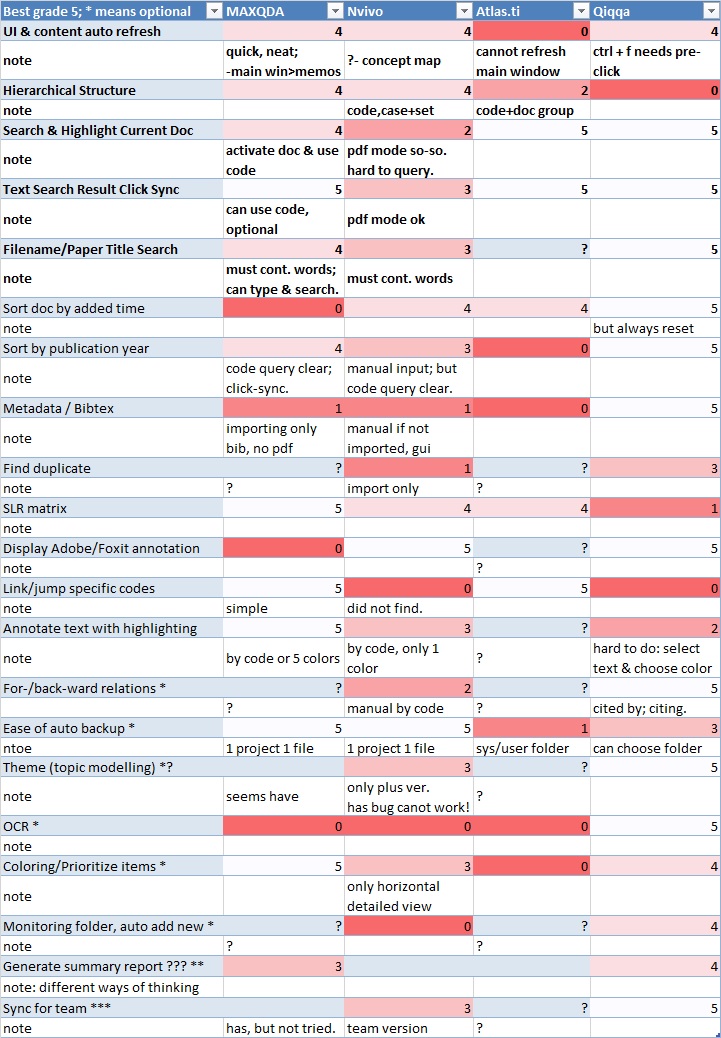 Best grade 5; * means optional MAXQDA Nvivo Atlas.ti Qiqqa
UI & content auto refresh 4 4 0 4
note quick, neat; -main win>memos ?- concept map cannot refresh main window ctrl + f needs pre-click
Hierarchical Structure 4 4 2 0
note code,case+set code+doc group
Search & Highlight Current Doc 4 2 5 5
note activate doc & use code pdf mode so-so. hard to query.
Text Search Result Click Sync 5 3 5 5
note can use code, optional pdf mode ok
Filename/Paper Title Search 4 3 ? 5
note must cont. words; can type & search. must cont. words
Sort doc by added time 0 4 4 5
note but always reset
Sort by publication year 4 3 0 5
note code query clear; click-sync. manual input; but code query clear.
Metadata / Bibtex 1 1 0 5
note importing only bib, no pdf manual if not imported, gui
Find duplicate ? 1 ? 3
note ? import only ?
SLR matrix 5 4 4 1
note
Display Adobe/Foxit annotation 0 5 ? 5
note ?
Link/jump specific codes 5 0 5 0
note simple did not find.
Annotate text with highlighting 5 3 ? 2
note by code or 5 colors by code, only 1 color ? hard to do: select text & choose color
For-/back-ward relations * ? 2 ? 5
? manual by code ? cited by; citing.
Ease of auto backup * 5 5 1 3
ntoe 1 project 1 file 1 project 1 file sys/user folder can choose folder
Theme (topic modelling) *? 3 ? 5
note seems have only plus ver. has bug canot work! ?
OCR * 0 0 0 5
note
Coloring/Prioritize items * 5 3 0 4
note only horizontal detailed view
Monitoring folder, auto add new * ? 0 ? 4
note ? ?
Generate summary report ??? ** 3 4
note: different ways of thinking
Sync for team *** 3 ? 5
note has, but not tried. team version ?